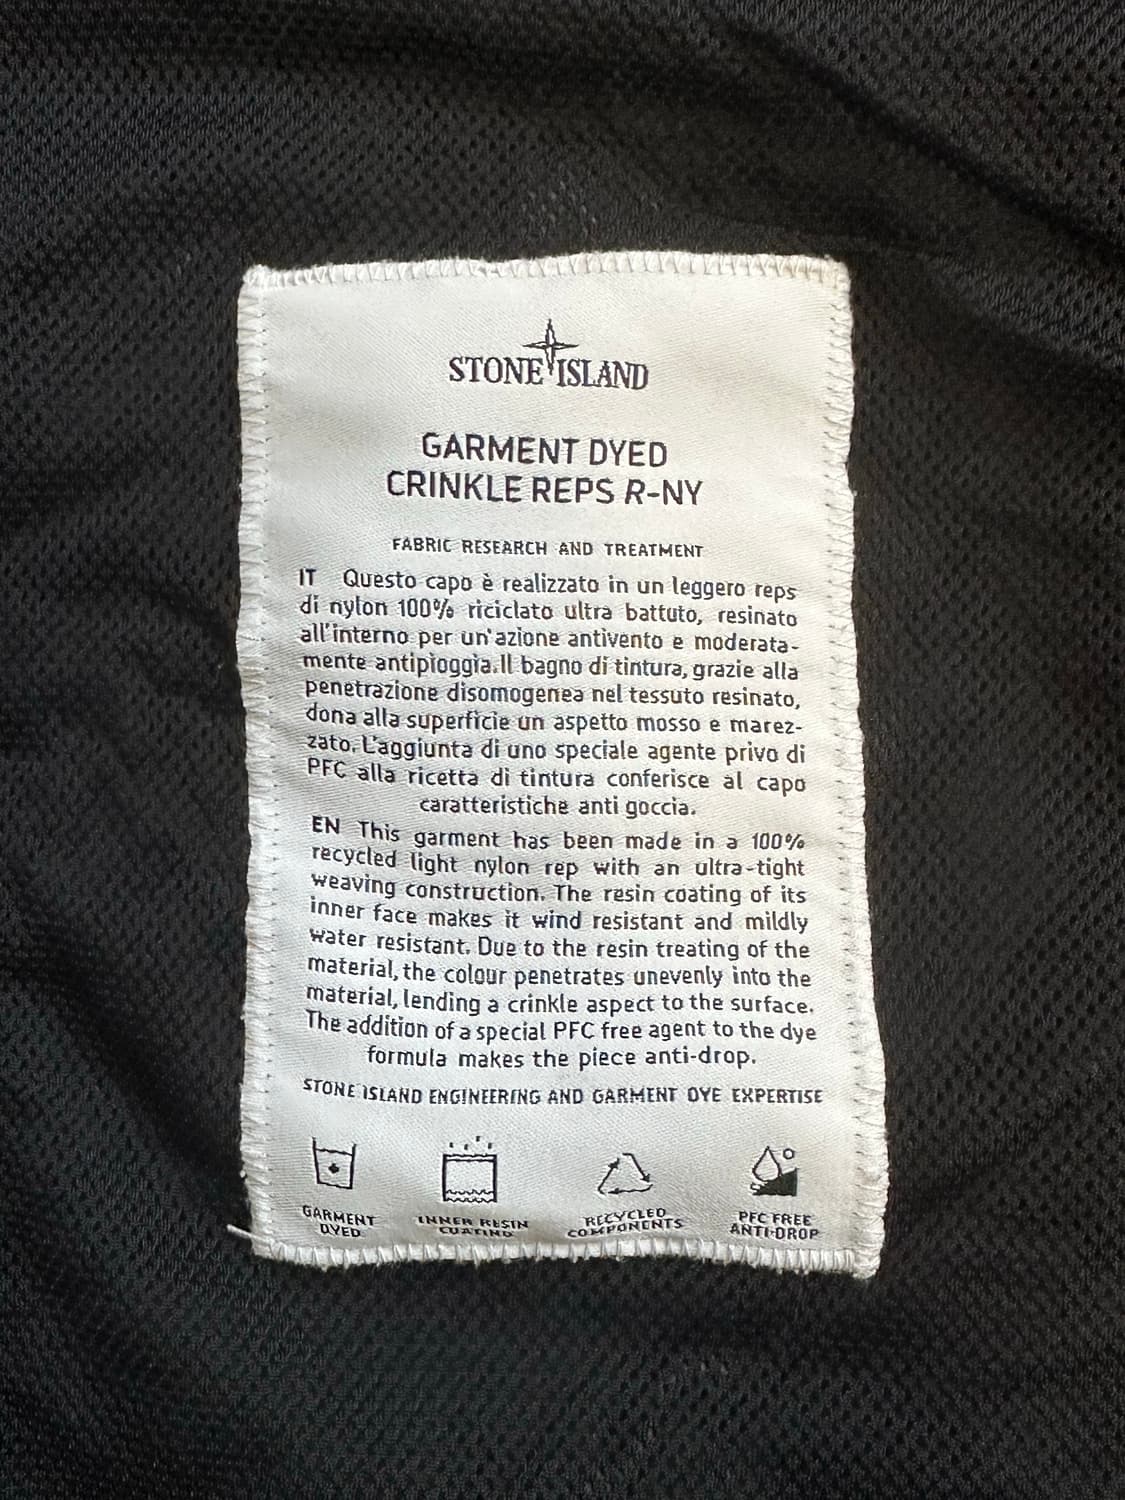 STONE ISLAND
GARMENT DYED
CRINKLE REPS R-NY
FABRIC RESEARCH AND TREATMENT
IT Questo capo è realizzato in un leggero reps
di nylon 100% riciclato ultra battuto, resinato
all'interno per un'azione antivento e moderata-
mente antipioggia. Il bagno di tintura, grazie alla
penetrazione disomogenea nel tessuto resinato,
dona alla superficie un aspetto mosso e marez-
zato. L'aggiunta di uno speciale agente privo di
PFC alla ricetta di tintura conferisce al capo
caratteristiche anti goccia.
EN This garment has been made in a 100%
recycled light nylon rep with an ultra-tight
weaving construction. The resin coating of its
inner face makes it wind resistant and mildly
water resistant. Due to the resin treating of the
material, the colour penetrates unevenly into the
material, lending a crinkle aspect to the surface.
The addition of a special PFC free agent to the dye
formula makes the piece anti-drop.
STONE ISLAND ENGINEERING AND GARMENT DYE EXPERTISE
GARMENT
DYED
INNER RESIN
COATING
RECYCLED
COMPONENTS
PFC FREE
ANTI-DROP